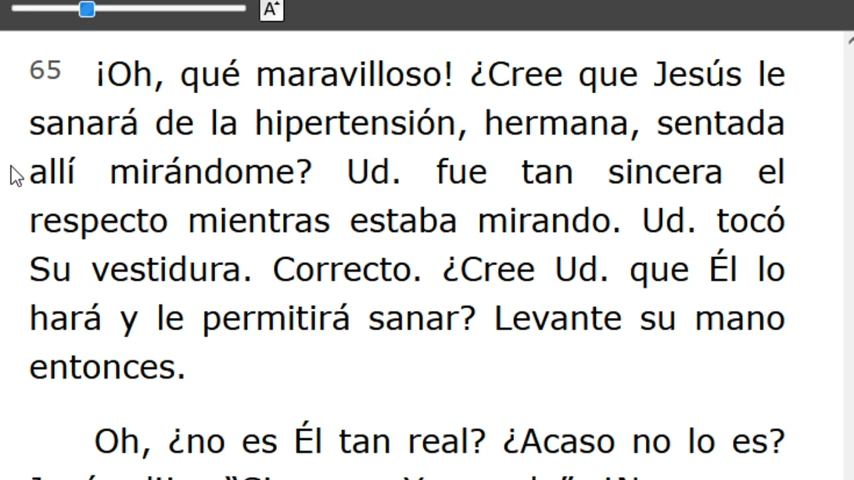 A
65 ¡Oh, qué maravilloso! ¿Cree que Jesús le
sanará de la hipertensión, hermana, sentada
allí mirándome? Ud. fue tan sincera el
respecto mientras estaba mirando. Ud. tocó
Su vestidura. Correcto. ¿Cree Ud. que Él lo
hará y le permitirá sanar? Levante su mano
entonces.
Oh, ¿no es Él tan real? ¿Acaso no lo es?